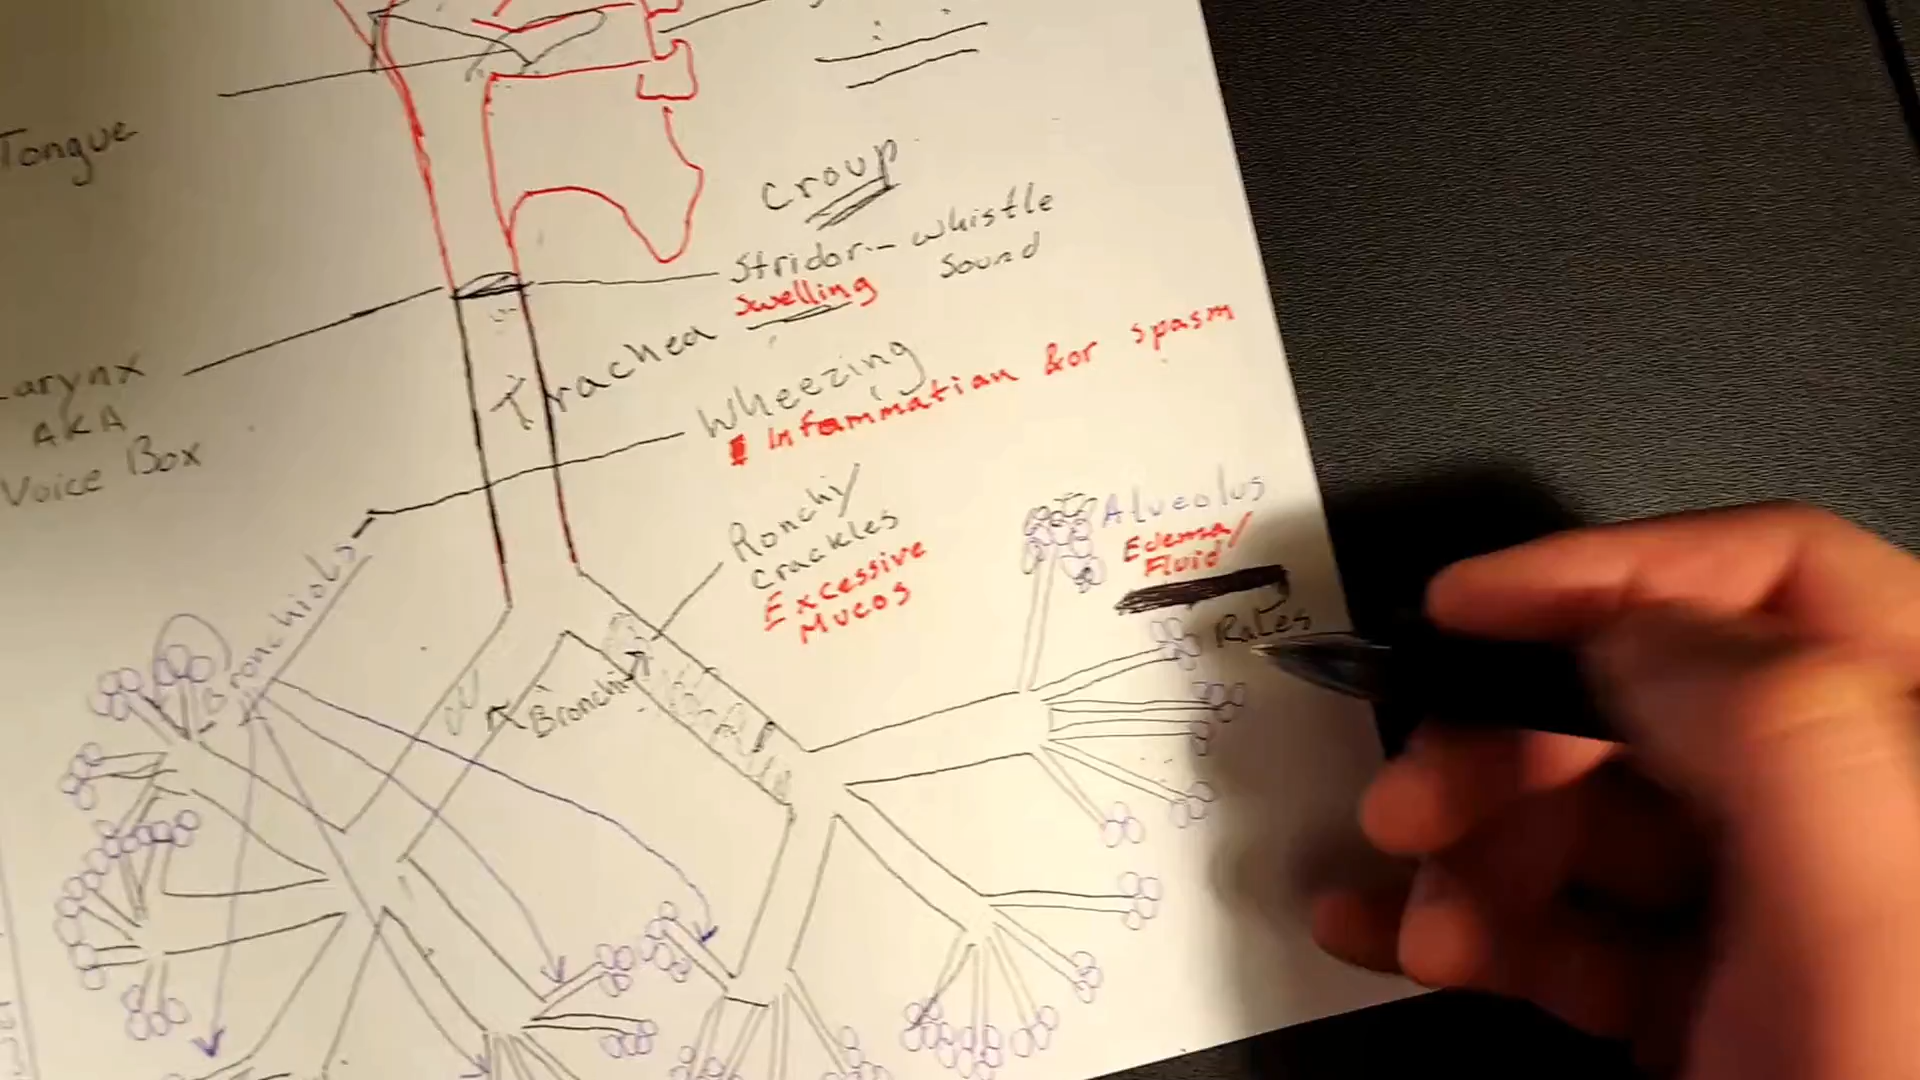 Tongue
Croup
Stridor-- whistle
Sound
Swelling
Larynx
AKA
Voice Box
Trachea
Wheezing
Infammatian &or spasm
Ronchi/
crackles
Excessive
Mucos
Alveolus
Edema/
Fluid
Rales
Bronchiols
Bronchi